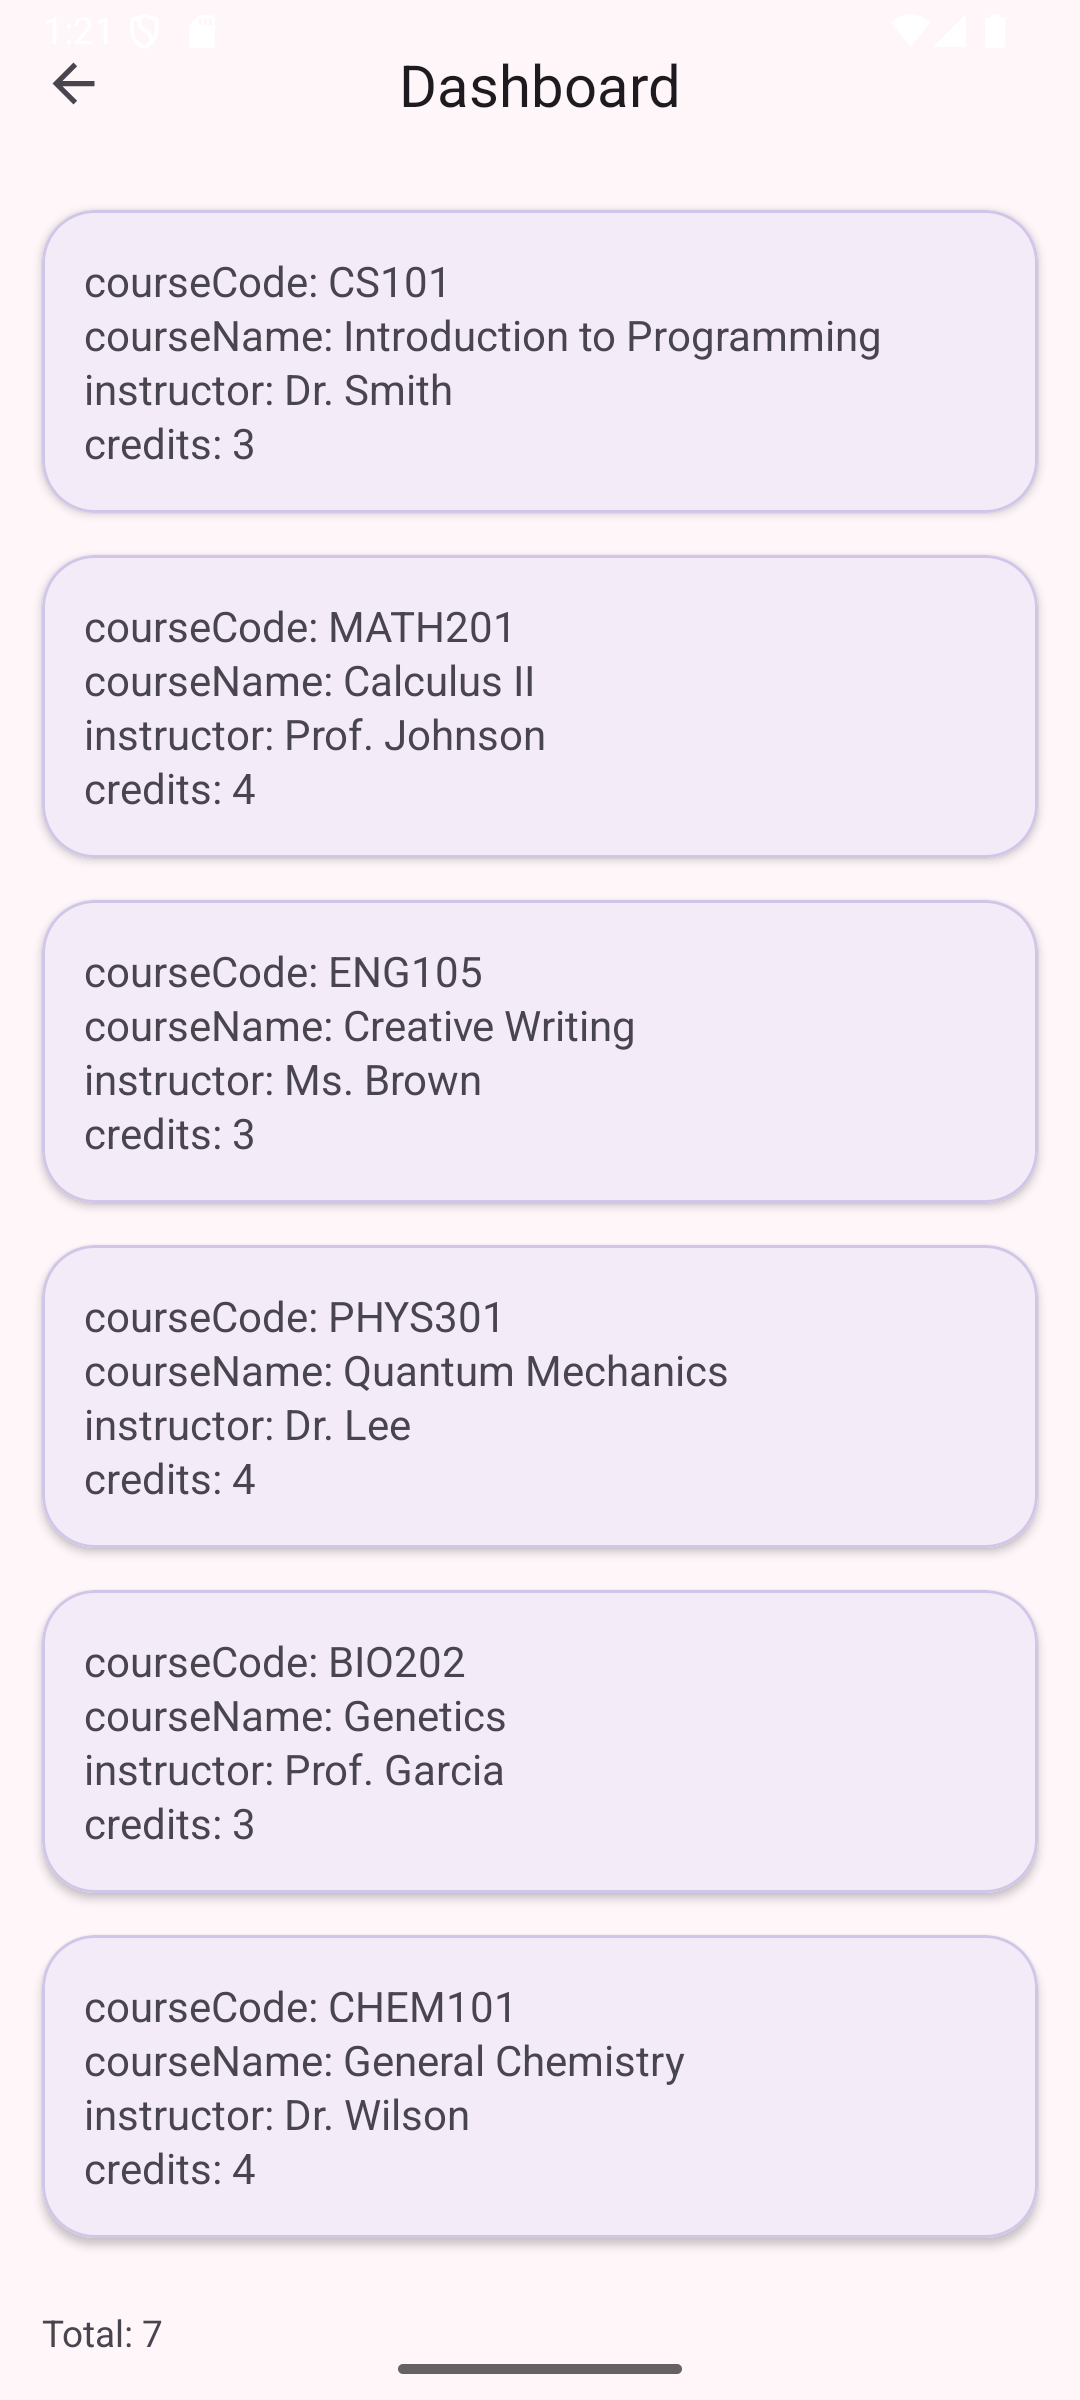 1:21
Dashboard
courseCode: CS101
courseName: Introduction to Programming
instructor: Dr. Smith
credits: 3
courseCode: MATH201
courseName: Calculus II
instructor: Prof. Johnson
credits: 4
courseCode: ENG105
courseName: Creative Writing
instructor: Ms. Brown
credits: 3
courseCode: PHYS301
courseName: Quantum Mechanics
instructor: Dr. Lee
credits: 4
courseCode: BIO202
courseName: Genetics
instructor: Prof. Garcia
credits: 3
courseCode: CHEM101
courseName: General Chemistry
instructor: Dr. Wilson
credits: 4
Total: 7